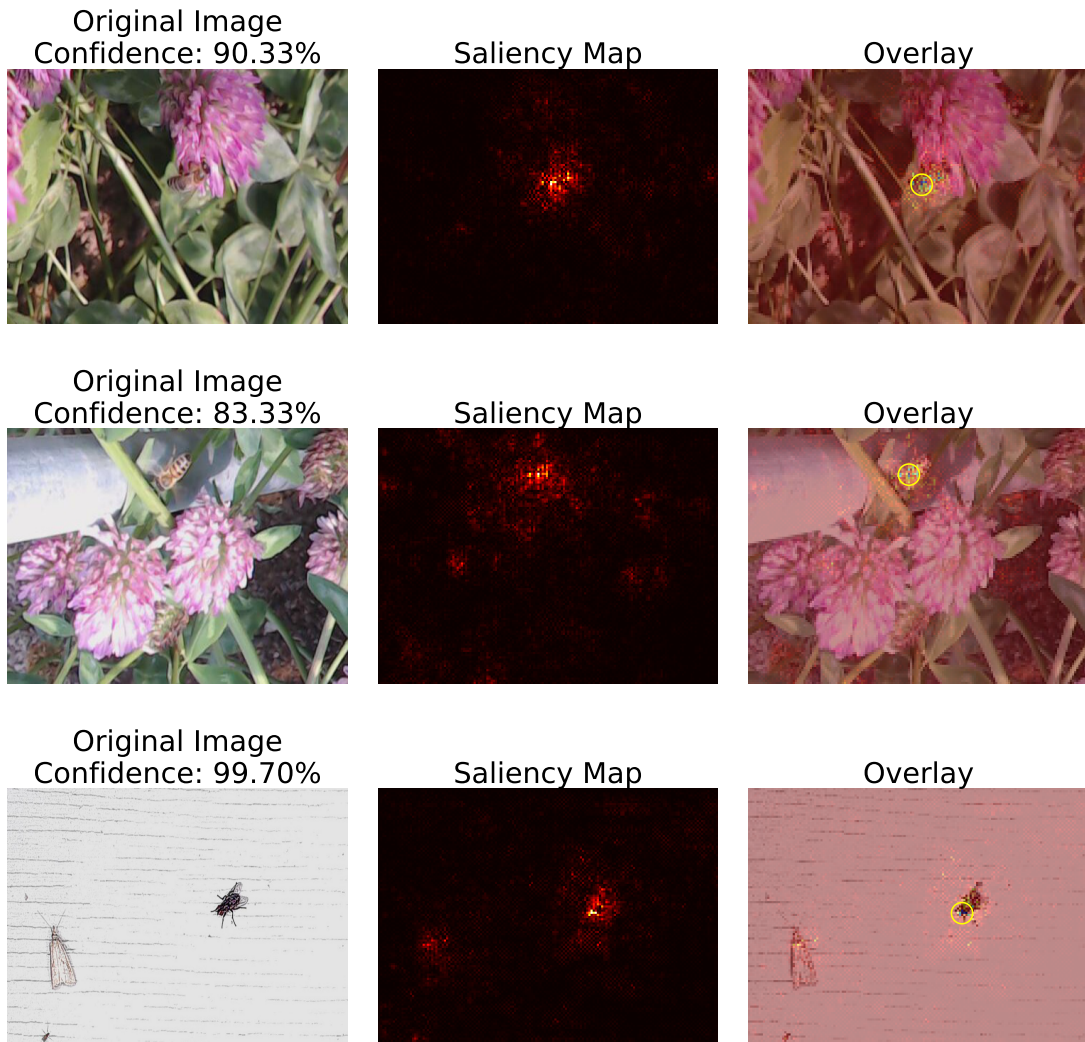 Original Image
Confidence: 90.33%
Saliency Map
Overlay
Original Image
Confidence: 83.33%
Saliency Map
Overlay
Original Image
Confidence: 99.70%
Saliency Map
Overlay